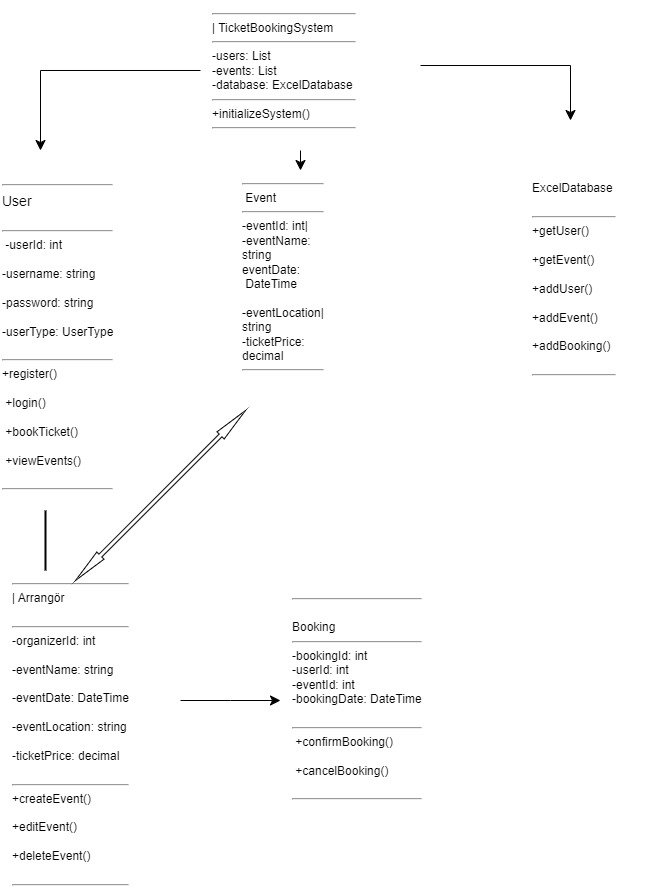 | TicketBookingSystem
-users: List
-events: List
-database: ExcelDatabase
+initializeSystem()
User
-userId: int
-username: string
-password: string
-userType: UserType
+register()
+login()
+bookTicket()
+viewEvents()
Event
-eventId: int|
-eventName:
string
eventDate:
DateTime
-eventLocation|
string
-ticketPrice:
decimal
ExcelDatabase
+getUser()
+getEvent()
+addUser()
+addEvent()
+addBooking()
| Arrangör
-organizerId: int
-eventName: string
-eventDate: DateTime
-eventLocation: string
-ticketPrice: decimal
+createEvent()
+editEvent()
+deleteEvent()
Booking
-bookingId: int
-userId: int
-eventId: int
-bookingDate: DateTime
+confirmBooking()
+cancelBooking()